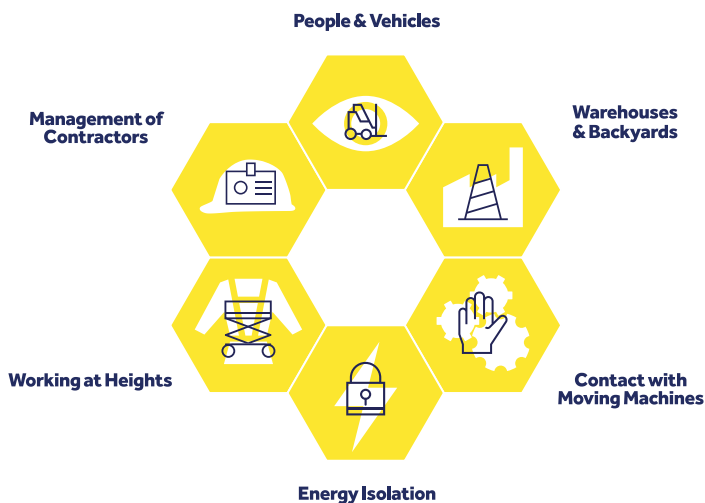 People & Vehicles
Management of
Contractors
Warehouses
& Backyards
Working at Heights
Contact with
Moving Machines
Energy Isolation